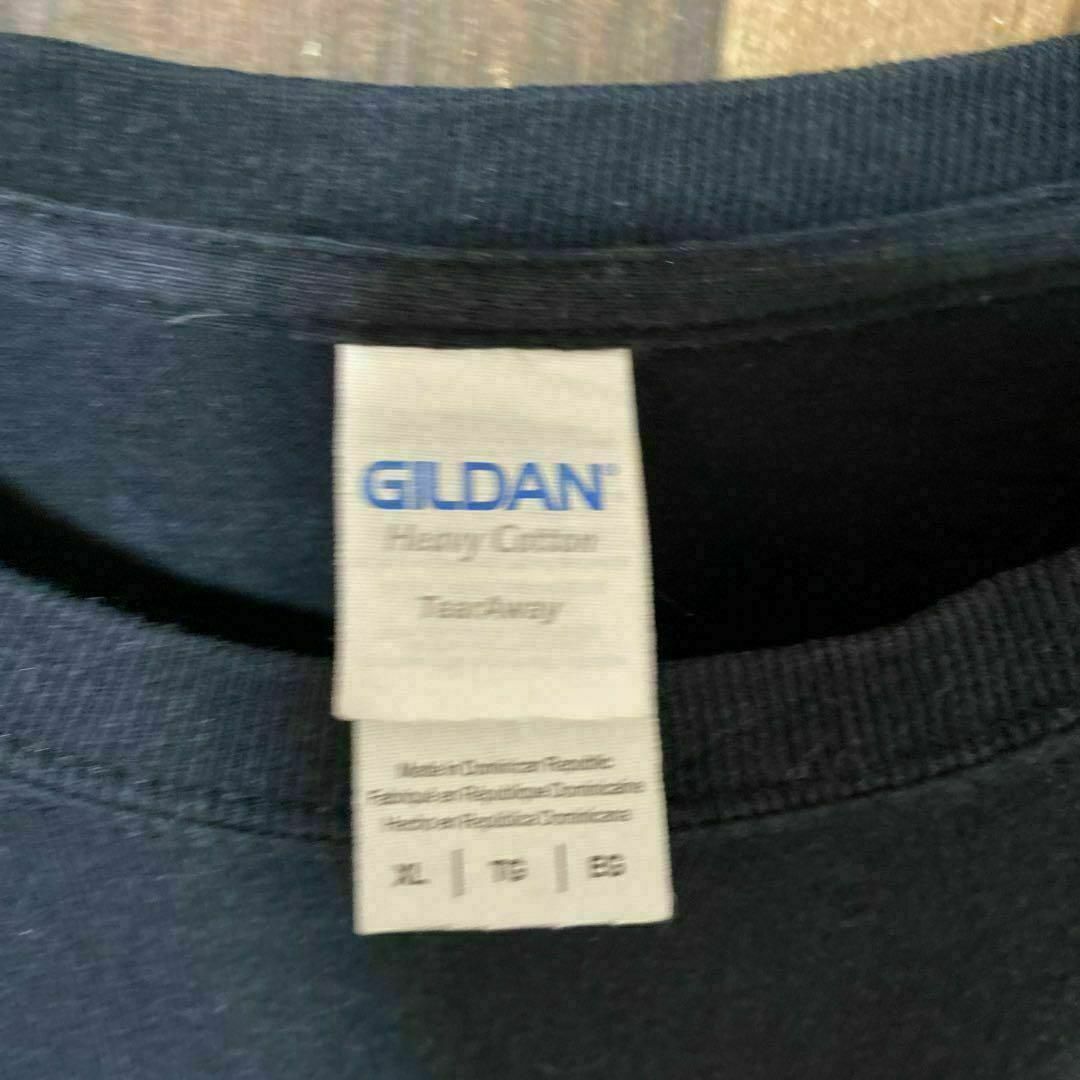 GILDAN®
Heavy Cotton
TearAway
Made in Dominican Republic
Fabriqué en République Dominicaine
Hecho en República Dominicana
XL | TG | EG